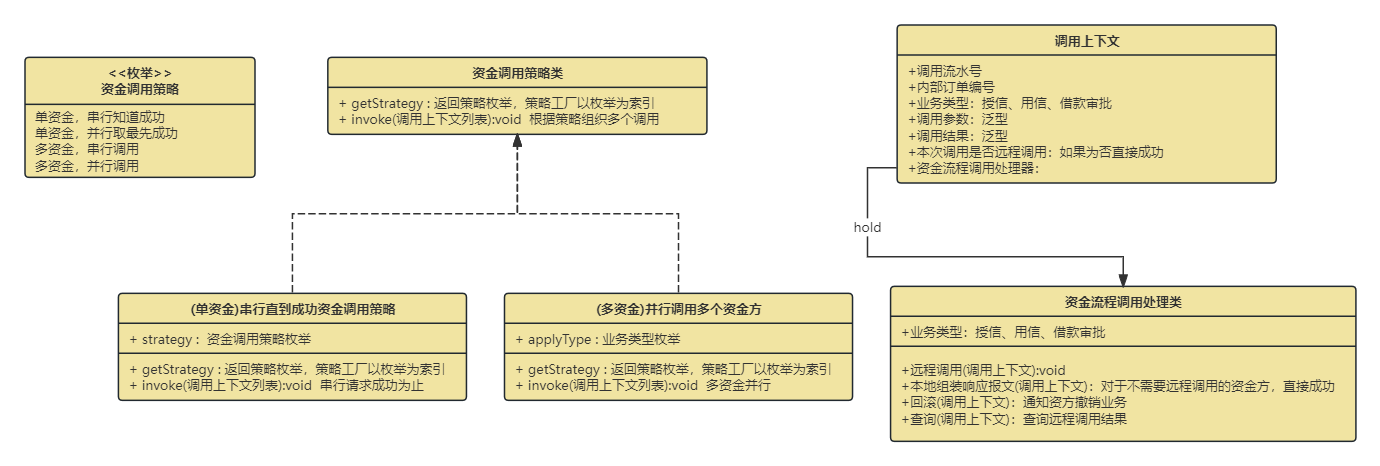 <<枚举>>
资金调用策略
单资金，串行知道成功
单资金，并行取最先成功
多资金，串行调用
多资金，并行调用
资金调用策略类
+ getStrategy : 返回策略枚举，策略工厂以枚举为索引
+ invoke(调用上下文列表):void 根据策略组织多个调用
调用上下文
+调用流水号
+内部订单编号
+业务类型：授信、用信、借款审批
+调用参数：泛型
+调用结果：泛型
+本次调用是否远程调用：如果为否直接成功
+资金流程调用处理器：
hold
(单资金)串行直到成功资金调用策略
+ strategy : 资金调用策略枚举
+ getStrategy : 返回策略枚举，策略工厂以枚举为索引
+ invoke(调用上下文列表):void 串行请求成功为止
(多资金)并行调用多个资金方
+ applyType : 业务类型枚举
+ getStrategy : 返回策略枚举，策略工厂以枚举为索引
+ invoke(调用上下文列表):void 多资金并行
资金流程调用处理类
+业务类型：授信、用信、借款审批
+远程调用(调用上下文):void
+本地组装响应报文(调用上下文)：对于不需要远程调用的资金方，直接成功
+回滚(调用上下文)：通知资方撤销业务
+查询(调用上下文)：查询远程调用结果